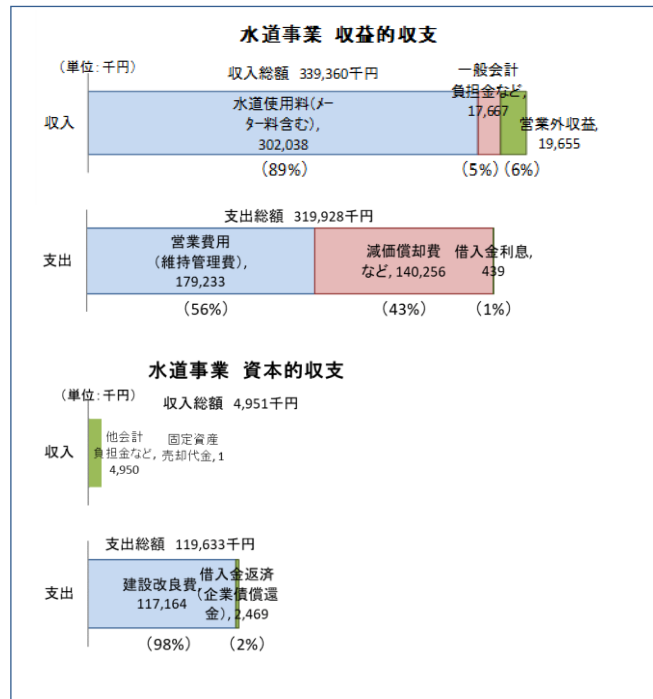 水道事業 収益的収支
(単位:千円)
収入総額 339,360千円
収入
水道使用料(メー
ター料含む),
302,038
一般会計
負担金など,
17,667
営業外収益,
19,655
(89%)
(5%)
(6%)
支出総額 319,928千円
支出
営業費用
(維持管理費),
179,233
減価償却費
など, 140,256
借入金利息,
439
(56%)
(43%)
(1%)
水道事業 資本的収支
(単位:千円)
収入総額 4,951千円
収入
他会計
負担金など,
4,950
固定資産
売却代金, 1
支出総額 119,633千円
支出
建設改良費,
117,164
借入金返済
(企業債償還
金), 2,469
(98%)
(2%)